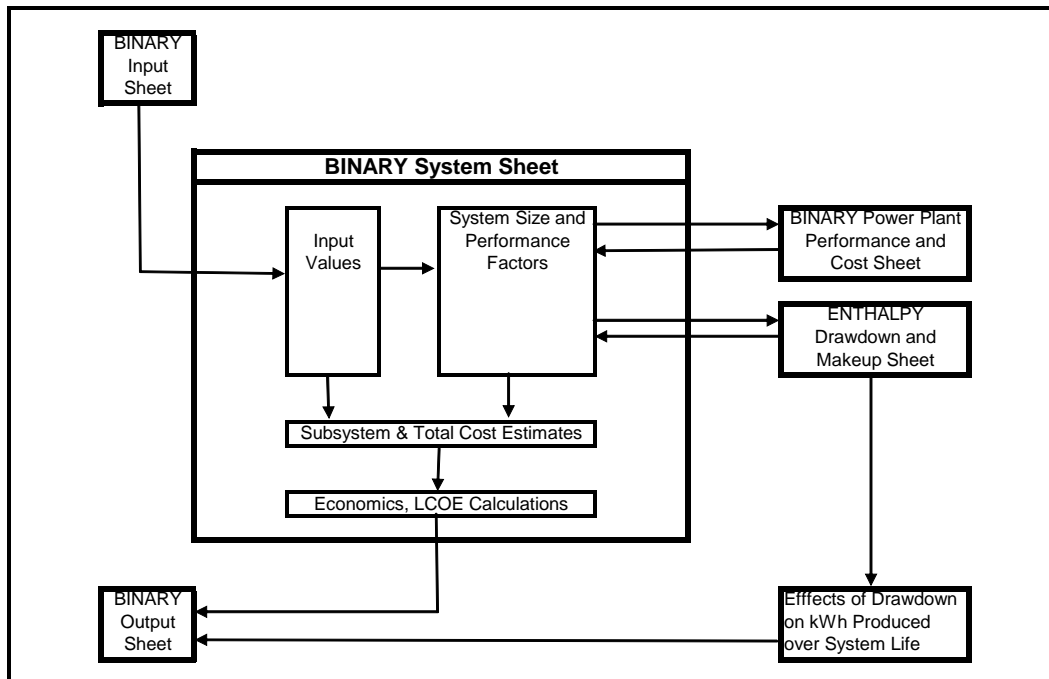 BINARY
Input
Sheet
BINARY System Sheet
Input
Values
System Size and
Performance
Factors
BINARY Power Plant
Performance and
Cost Sheet
ENTHALPY
Drawdown and
Makeup Sheet
Subsystem & Total Cost Estimates
Economics, LCOE Calculations
BINARY
Output
Sheet
Efffects of Drawdown
on kWh Produced
over System Life